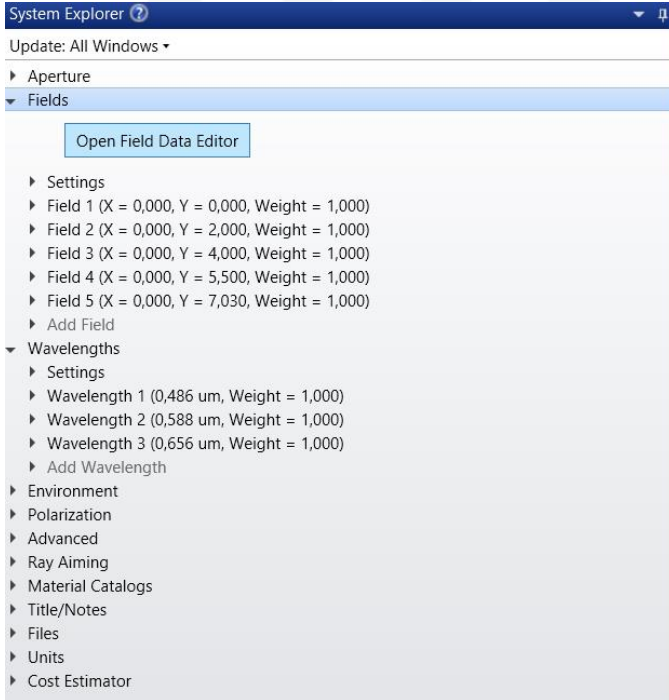 System Explorer ?
Update: All Windows
Aperture
Fields
Open Field Data Editor
Settings
Field 1 (X = 0,000, Y = 0,000, Weight = 1,000)
Field 2 (X = 0,000, Y = 2,000, Weight = 1,000)
Field 3 (X = 0,000, Y = 4,000, Weight = 1,000)
Field 4 (X = 0,000, Y = 5,500, Weight = 1,000)
Field 5 (X = 0,000, Y = 7,030, Weight = 1,000)
Add Field
Wavelengths
Settings
Wavelength 1 (0,486 um, Weight = 1,000)
Wavelength 2 (0,588 um, Weight = 1,000)
Wavelength 3 (0,656 um, Weight = 1,000)
Add Wavelength
Environment
Polarization
Advanced
Ray Aiming
Material Catalogs
Title/Notes
Files
Units
Cost Estimator